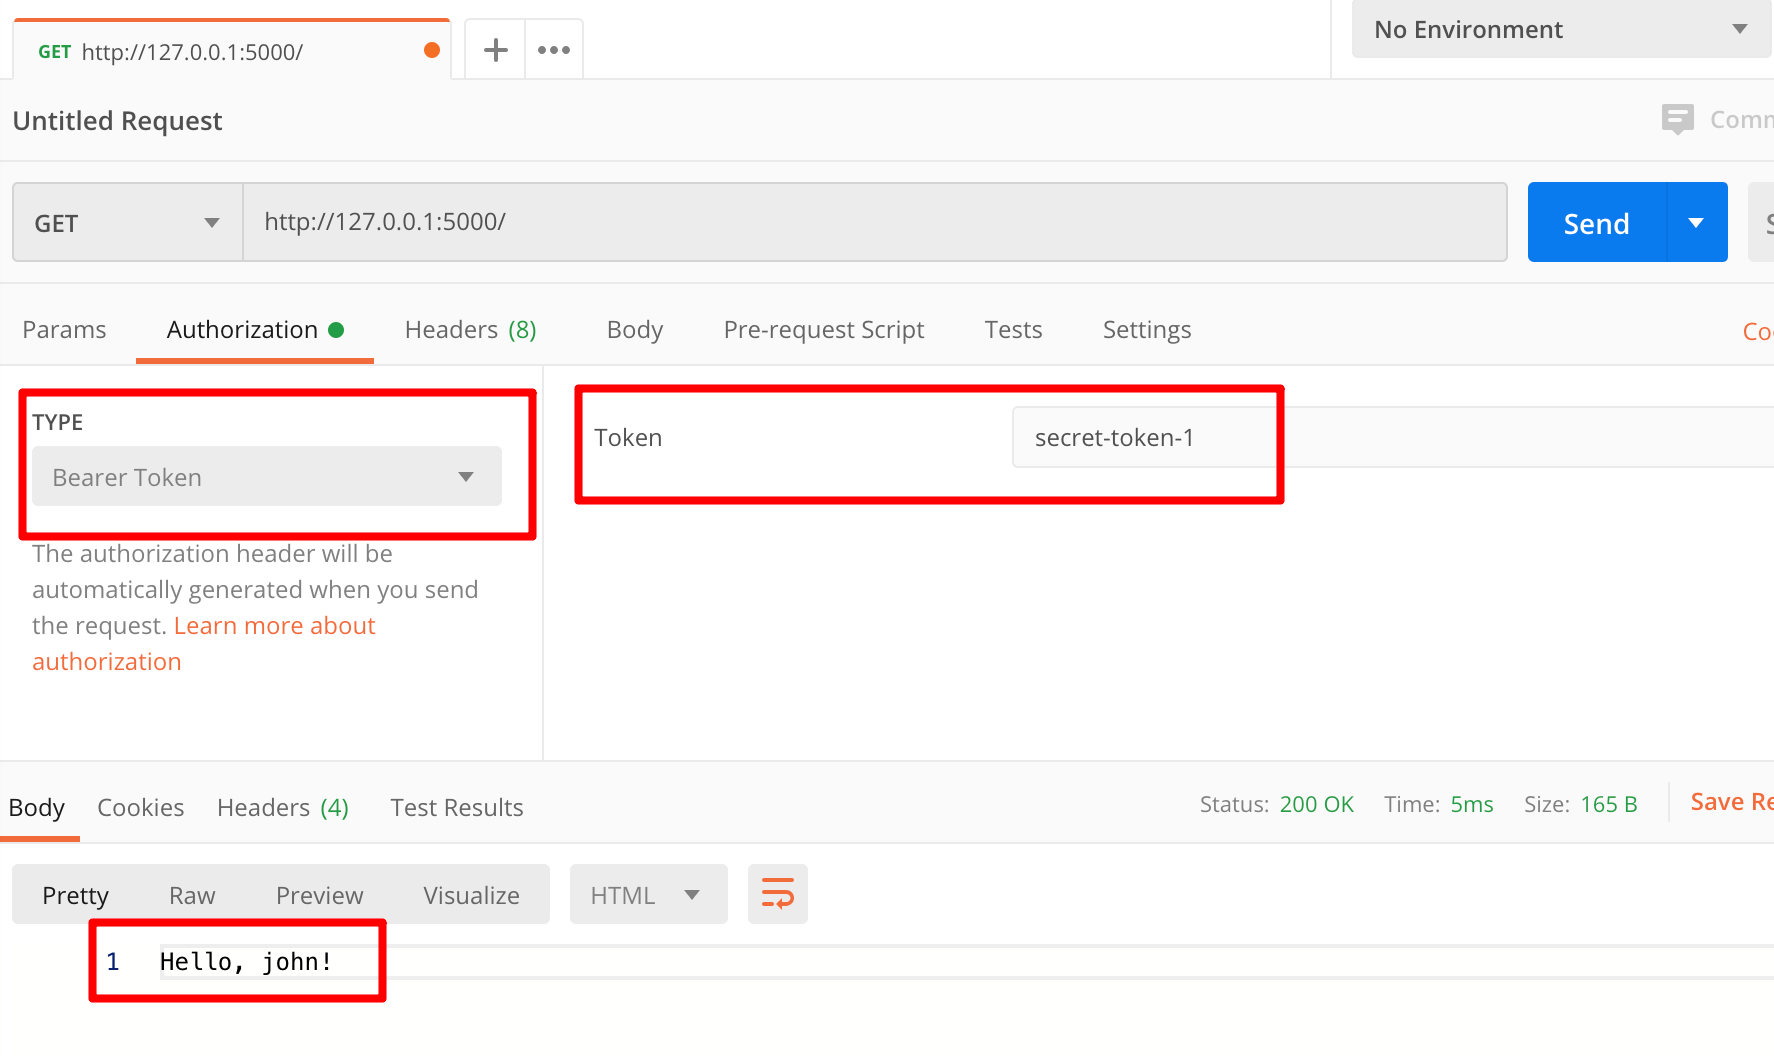 GET http://127.0.0.1:5000/
No Environment
Untitled Request
GET http://127.0.0.1:5000/ Send
Params Authorization Headers (8) Body Pre-request Script Tests Settings
TYPE
Bearer Token
Token secret-token-1
The authorization header will be
automatically generated when you send
the request. Learn more about
authorization
Body Cookies Headers (4) Test Results Status: 200 OK Time: 5ms Size: 165 B Save
Pretty Raw Preview Visualize HTML
1 Hello, john!